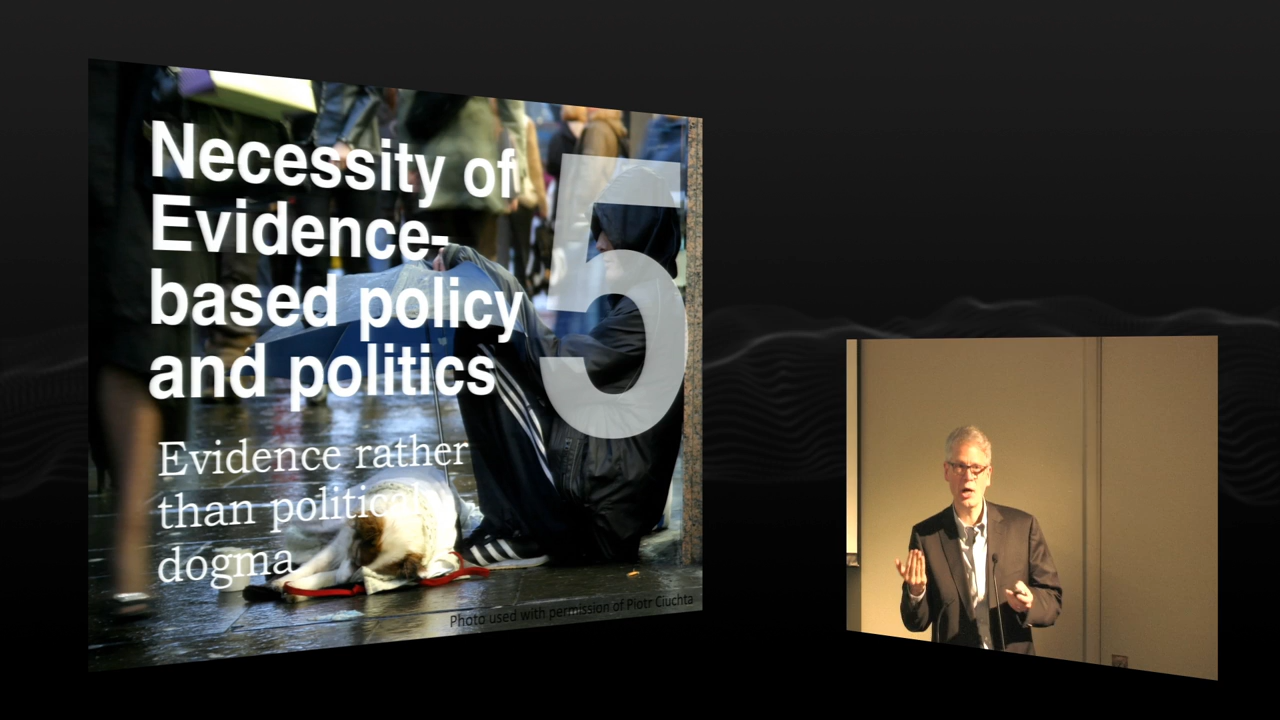 Necessity of
Evidence-
based policy
and politics
5
Evidence rather
than political
dogma
Photo used with permission of Piotr Ciuchta